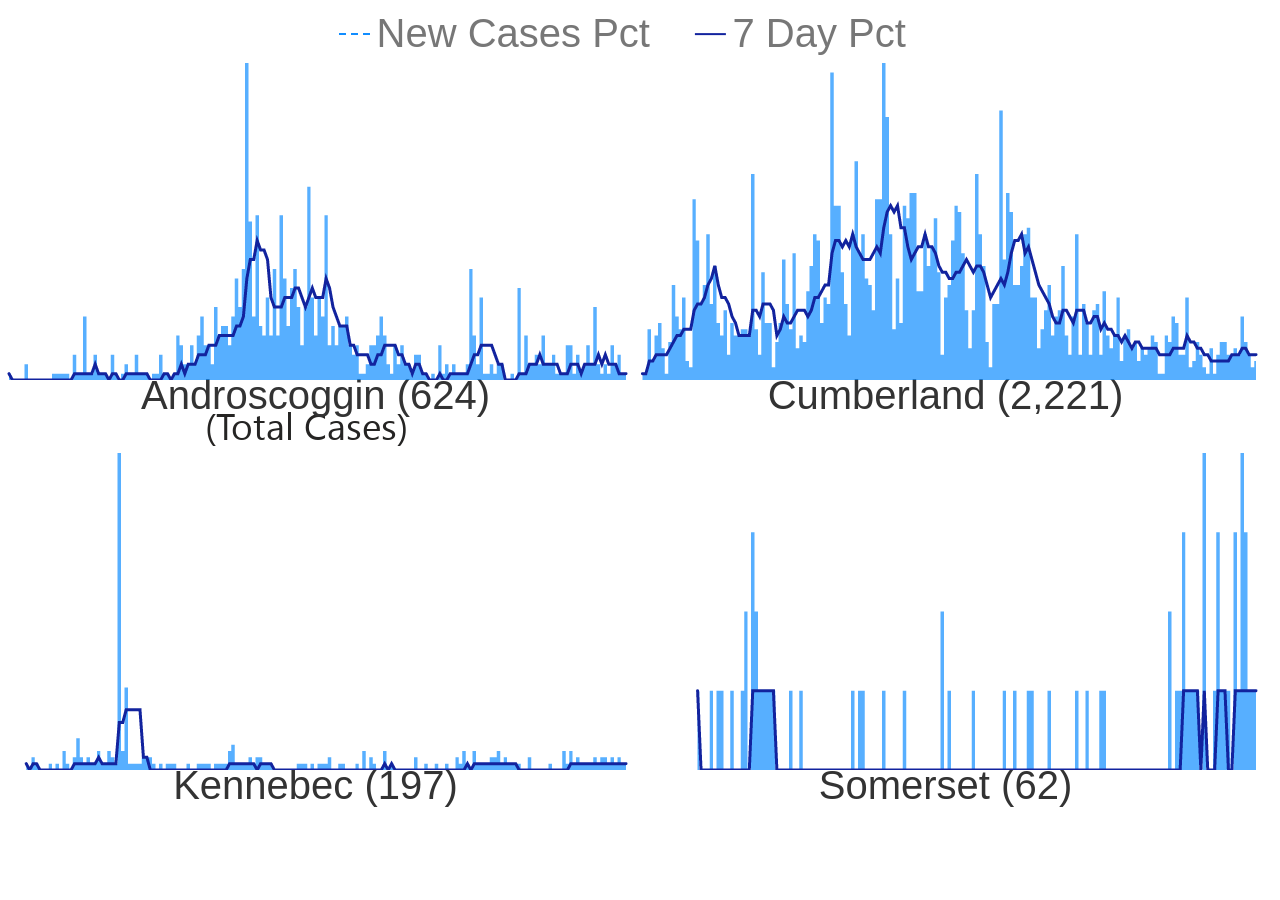 New Cases Pct 7 Day Pct
Androscoggin (624) Cumberland (2,221)
(Total Cases)
Kennebec (197) Somerset (62)